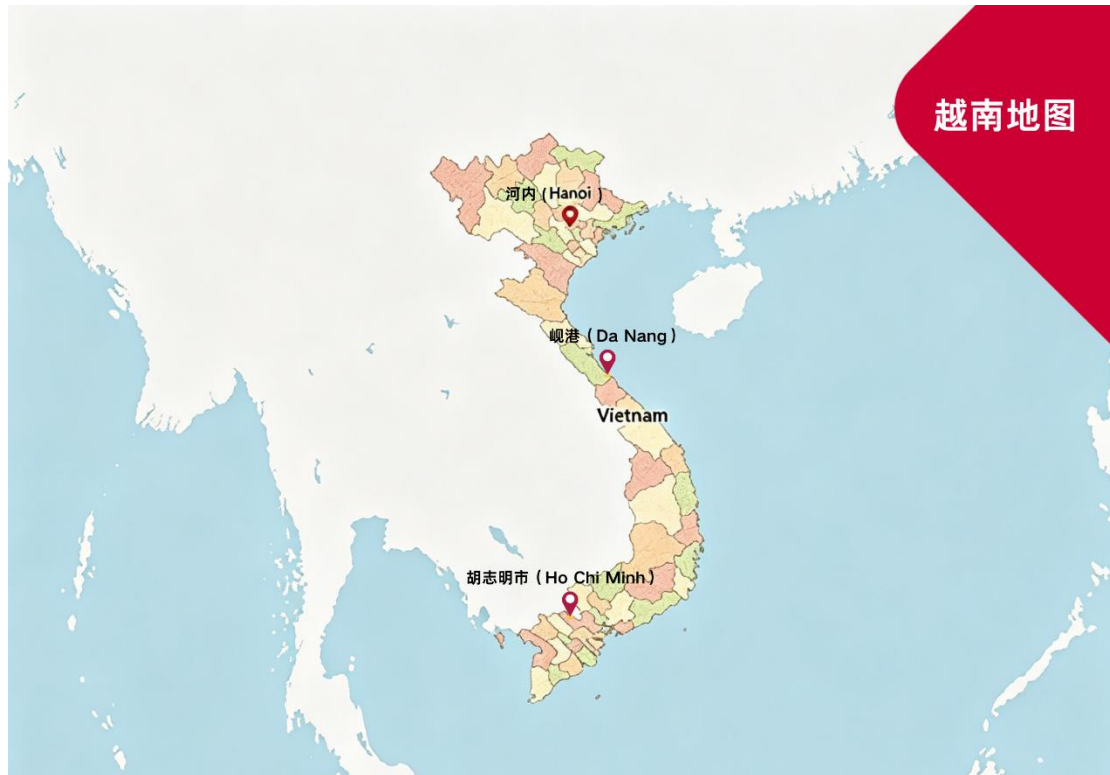 越南地图
河内 (Hanoi )
岘港（Da Nang）
Vietnam
胡志明市（Ho Chi Minh）